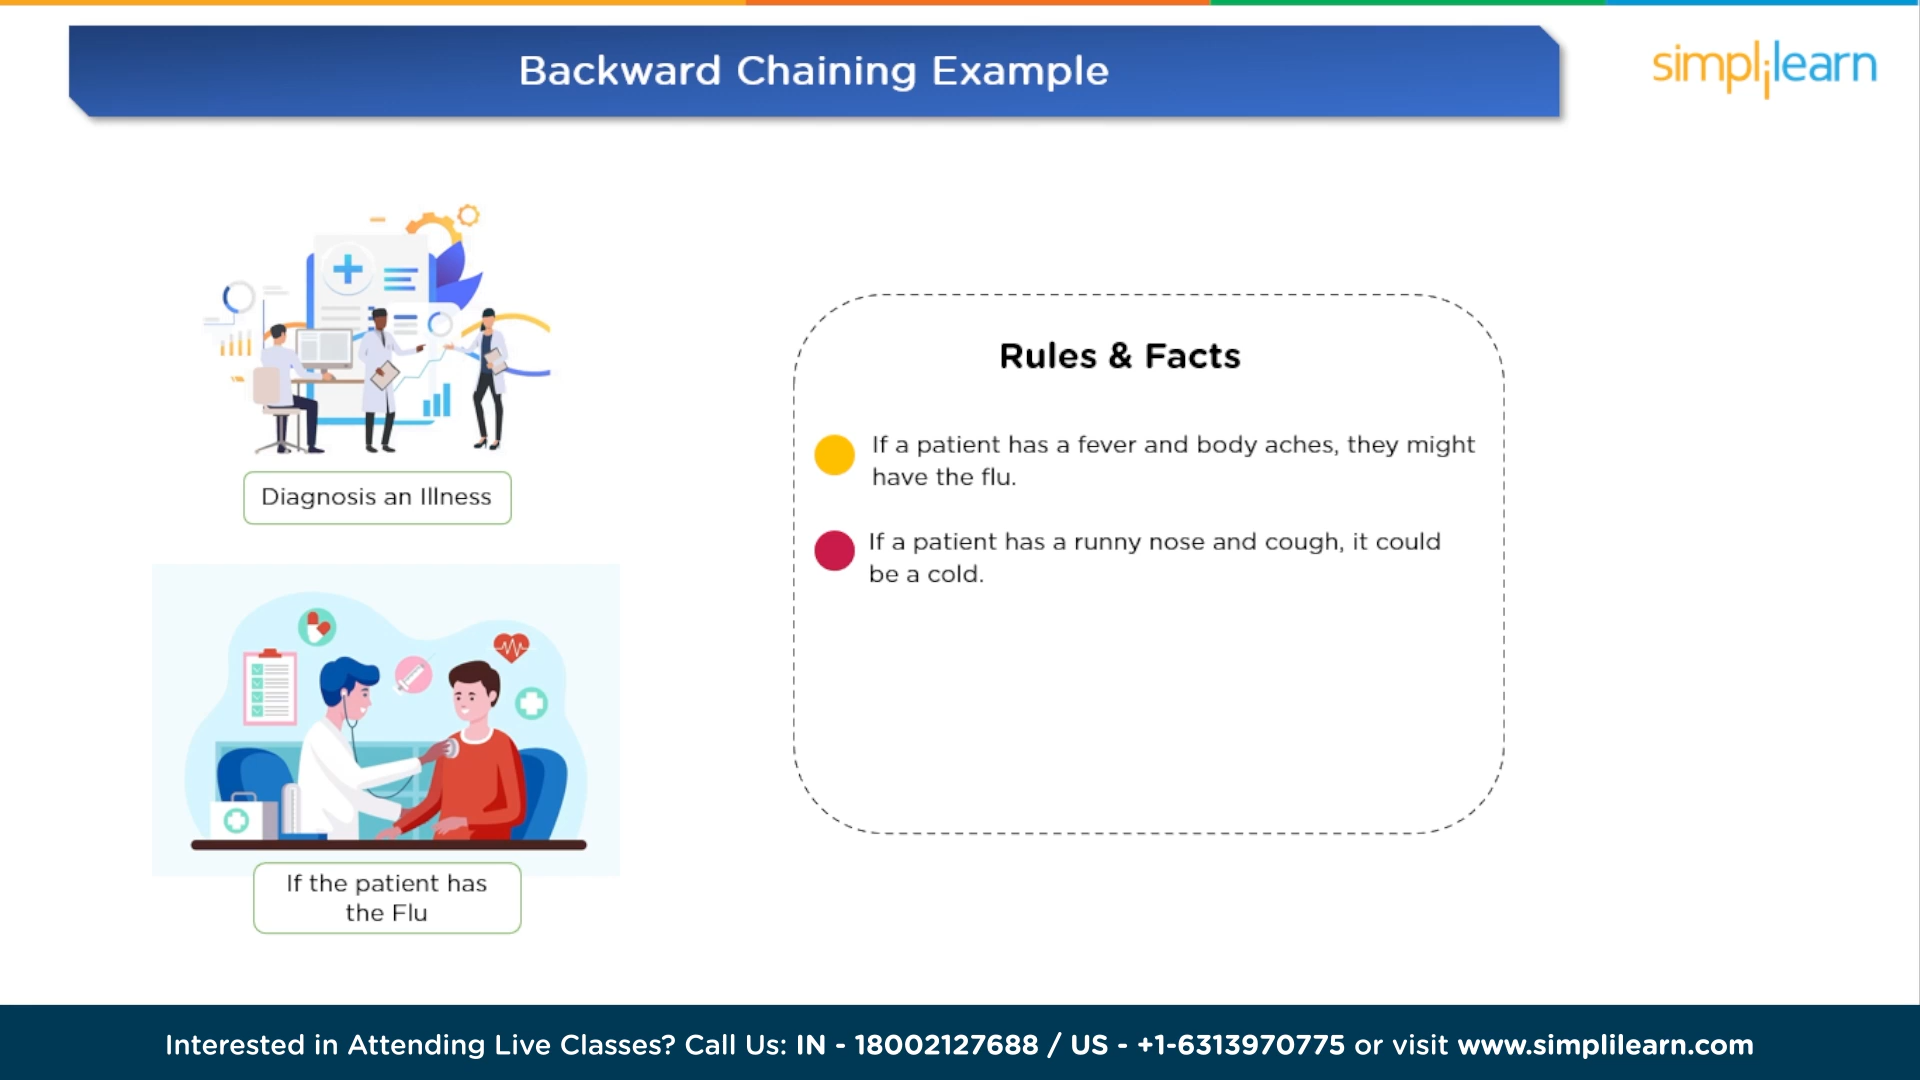 Backward Chaining Example
simplilearn
Diagnosis an Illness
If the patient has
the Flu
Rules & Facts
If a patient has a fever and body aches, they might
have the flu.
If a patient has a runny nose and cough, it could
be a cold.
Interested in Attending Live Classes? Call Us: IN - 18002127688 / US - +1-6313970775 or visit www.simplilearn.com